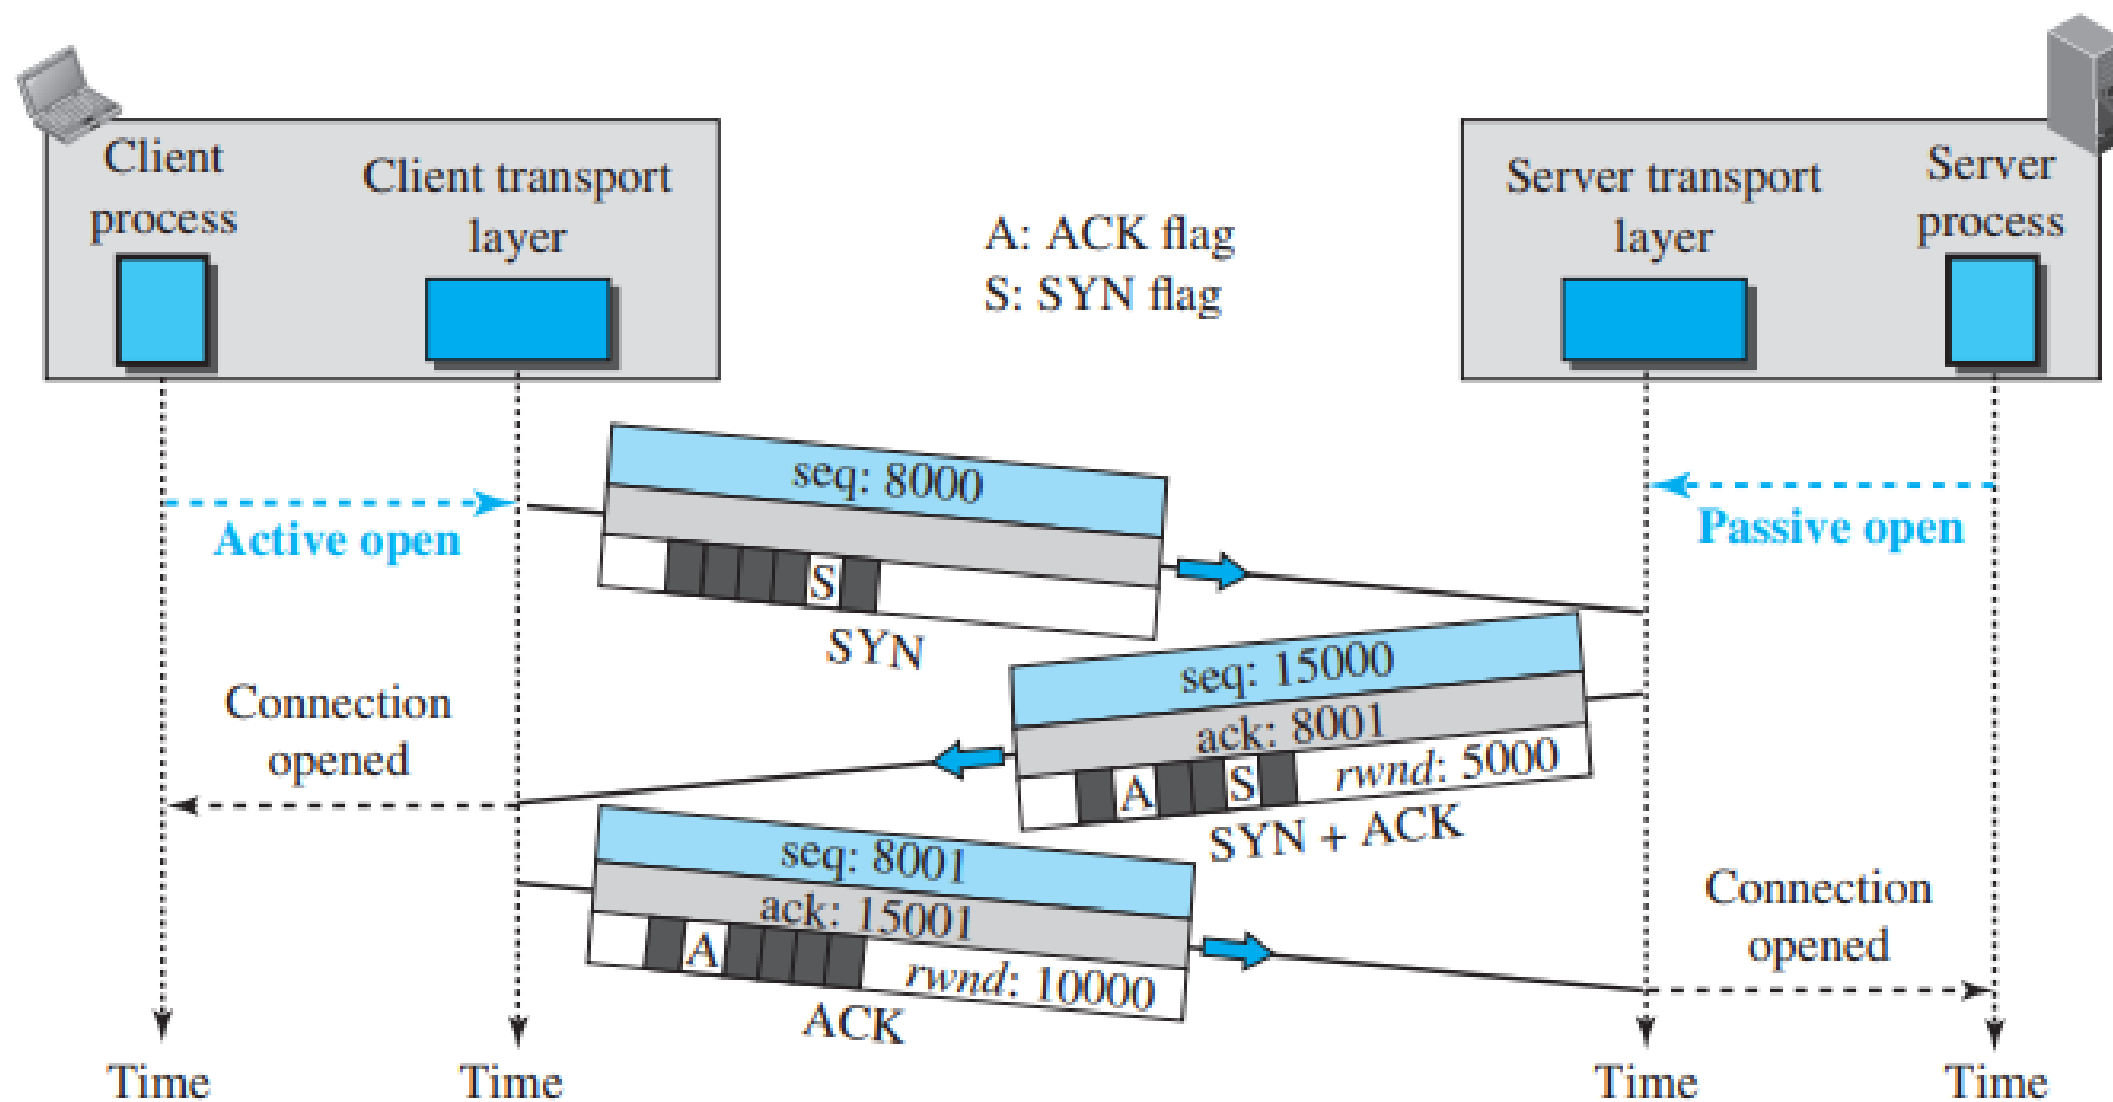 Client
process
Client transport
layer
A: ACK flag
S: SYN flag
Server transport
layer
Server
process
seq: 8000
S
SYN
Active open
Passive open
seq: 15000
ack: 8001
A
S
rwnd: 5000
SYN + ACK
Connection
opened
seq: 8001
ack: 15001
A
rwnd: 10000
ACK
Connection
opened
Time
Time
Time
Time